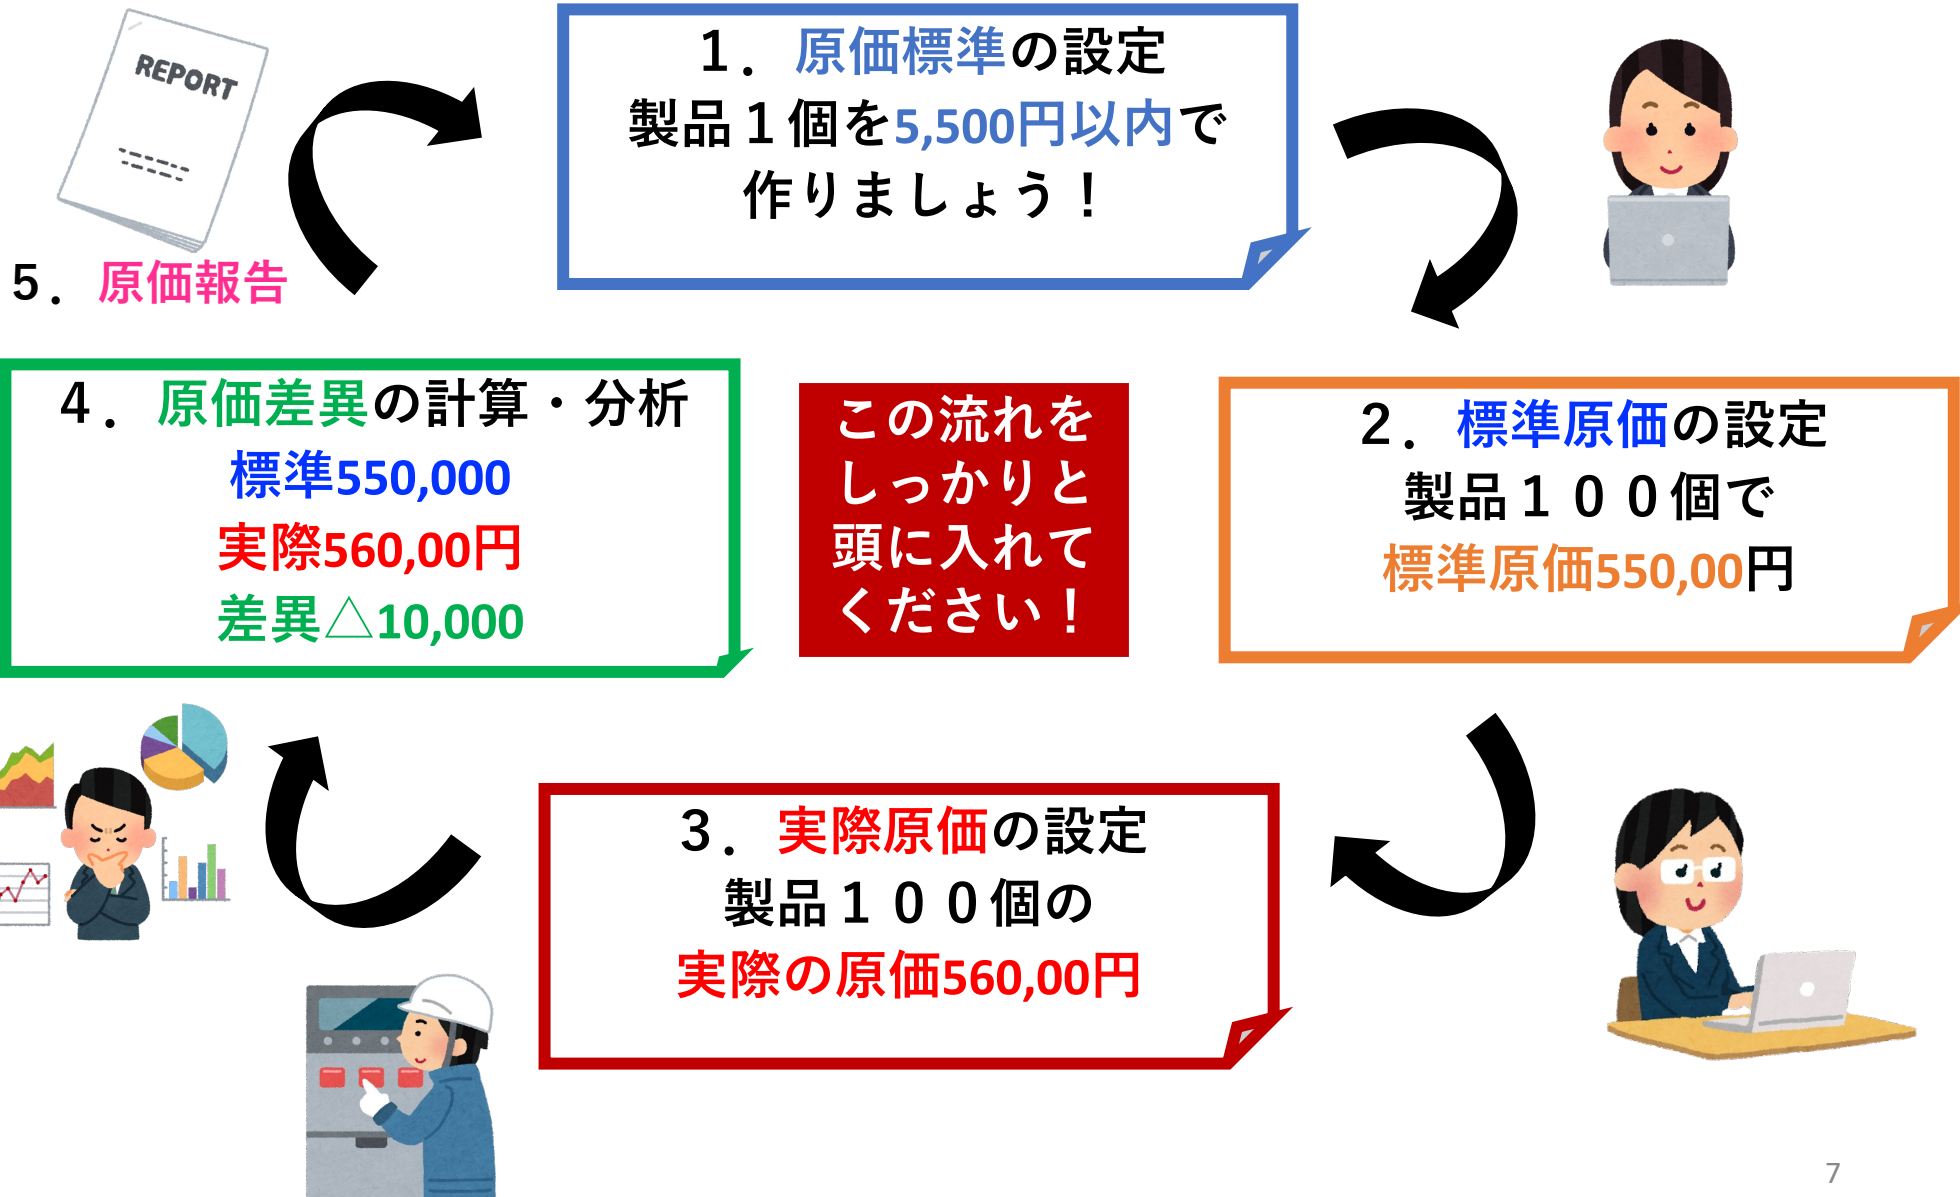 REPORT
5．原価報告
1．原価標準の設定
製品１個を5,500円以内で
作りましょう！
2．標準原価の設定
製品１００個で
標準原価550,00円
3．実際原価の設定
製品１００個の
実際の原価560,00円
4．原価差異の計算・分析
標準550,000
実際560,00円
差異△10,000
この流れを
しっかりと
頭に入れて
ください！
7